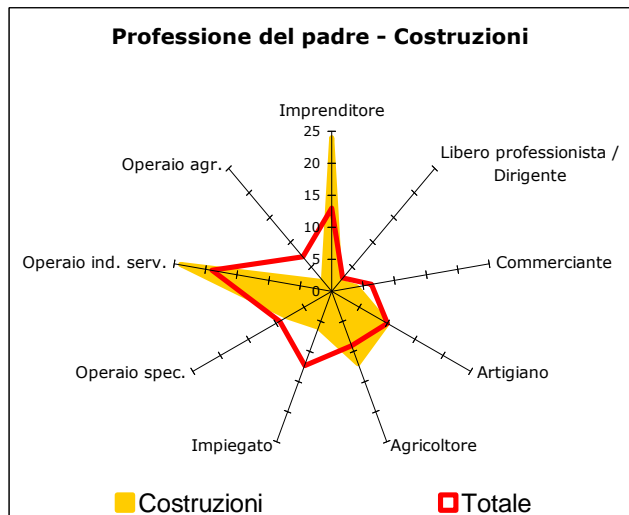 Professione del padre - Costruzioni
Imprenditore
25
20
15
10
5
0
Libero professionista /
Dirigente
Commerciante
Artigiano
Agricoltore
Impiegato
Operaio spec.
Operaio ind. serv.
Operaio agr.
Costruzioni
Totale